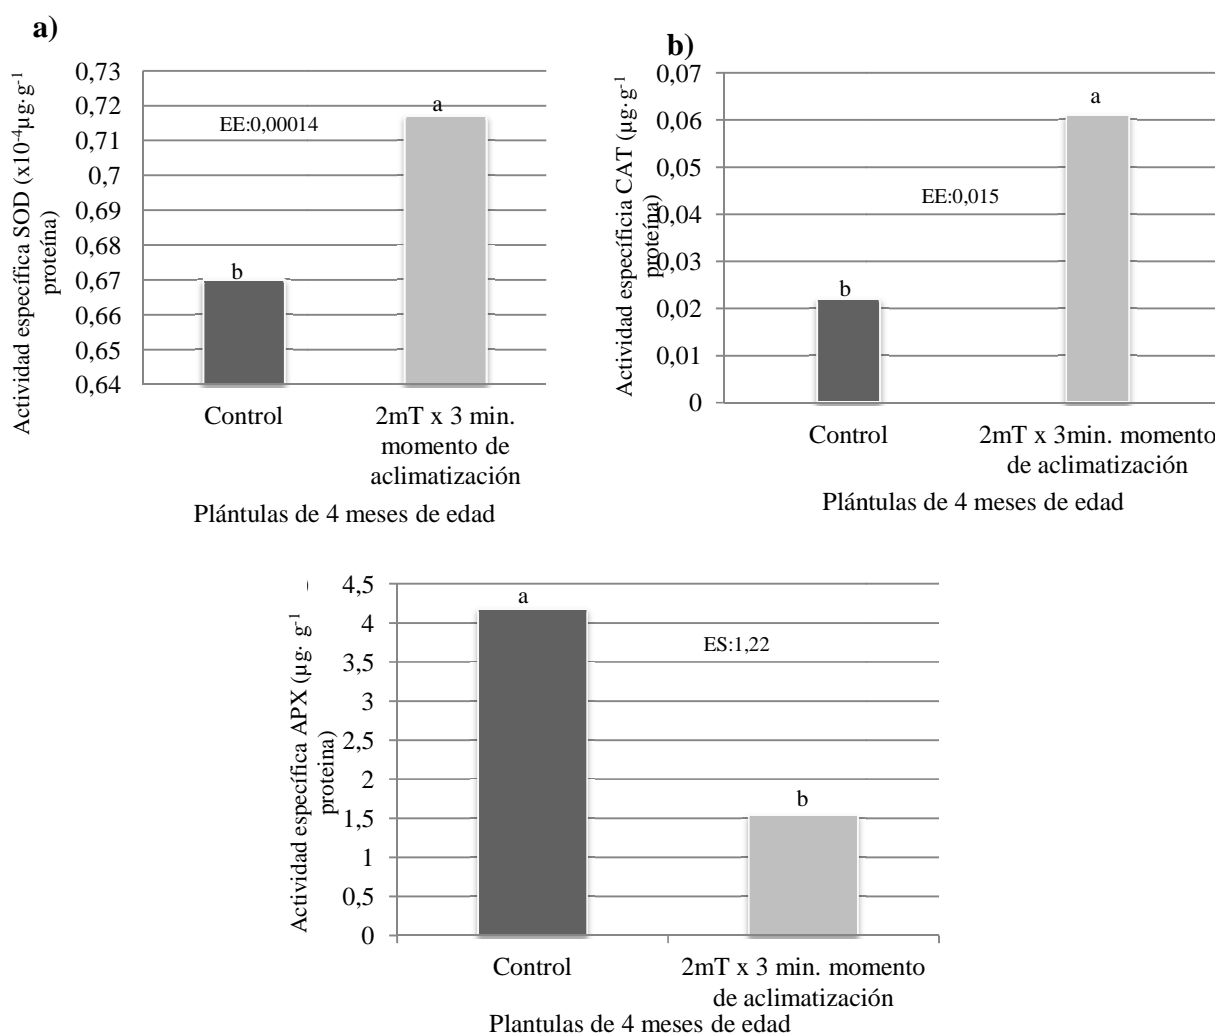 a)
Actividad específica SOD (x10⁻⁴µg·g⁻¹
proteína)
0,73
0,72
0,71
0,7
0,69
0,68
0,67
0,66
0,65
0,64
EE:0,00014
b
a
Control
2mT x 3 min.
momento de
aclimatización
Plántulas de 4 meses de edad
b)
Actividad específicia CAT (µg·g⁻¹
proteína)
0,07
0,06
0,05
0,04
0,03
0,02
0,01
0
EE:0,015
b
a
Control
2mT x 3min. momento
de aclimatización
Plántulas de 4 meses de edad
)
Actividad específica APX (µg· g⁻¹
proteina)
4,5
4
3,5
3
2,5
2
1,5
1
0,5
0
a
ES:1,22
b
Control
2mT x 3 min. momento
de aclimatización
Plantulas de 4 meses de edad